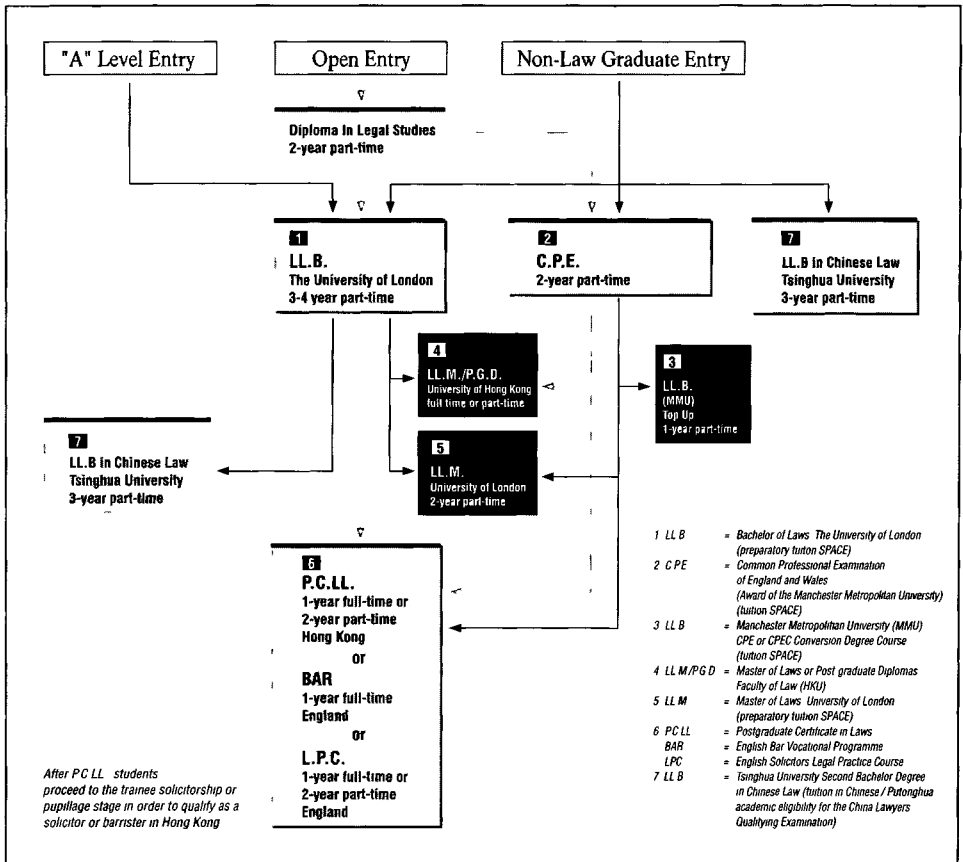 "A" Level Entry
Open Entry
Non-Law Graduate Entry
Diploma In Legal Studies
2-year part-time
1
LL.B.
The University of London
3-4 year part-time
2
C.P.E.
2-year part-time
7
LL.B in Chinese Law
Tsinghua University
3-year part-time
4
LL.M./P.G.D.
University of Hong Kong
full time or part-time
3
LL.B.
(MMU)
Top Up
1-year part-time
7
LL.B in Chinese Law
Tsinghua University
3-year part-time
5
LL.M.
University of London
2-year part-time
6
P.C.LL.
1-year full-time or
2-year part-time
Hong Kong
or
BAR
1-year full-time
England
or
L.P.C.
1-year full-time or
2-year part-time
England
After PC LL students
proceed to the trainee solicitorship or
pupillage stage in order to qualify as a
solicitor or barrister in Hong Kong
1 LL B = Bachelor of Laws The University of London
(preparatory tuition SPACE)
2 C PE = Common Professional Examination
of England and Wales
(Award of the Manchester Metropolitan University)
(tuition SPACE)
3 LL B = Manchester Metropolitan University (MMU)
CPE or CPEC Conversion Degree Course
(tuition SPACE)
4 LL M/PG D = Master of Laws or Post graduate Diplomas
Faculty of Law (HKU)
5 LL M = Master of Laws University of London
(preparatory tuition SPACE)
6 PC LL = Postgraduate Certificate in Laws
BAR = English Bar Vocational Programme
LPC = English Solicitors Legal Practice Course
7 LL B = Tsinghua University Second Bachelor Degree
in Chinese Law (tuition in Chinese / Putonghua
academic eligibility for the China Lawyers
Qualifying Examination)